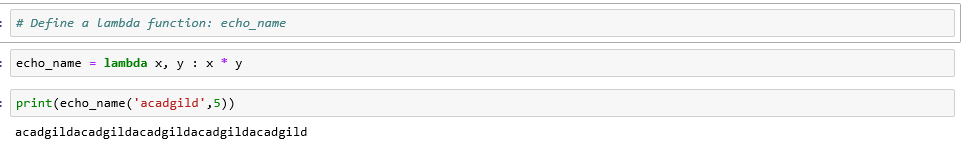 # Define a lambda function: echo_name
echo_name = lambda x, y : x * y
print(echo_name('acadgild',5))
acadgildacadgildacadgildacadgildacadgild